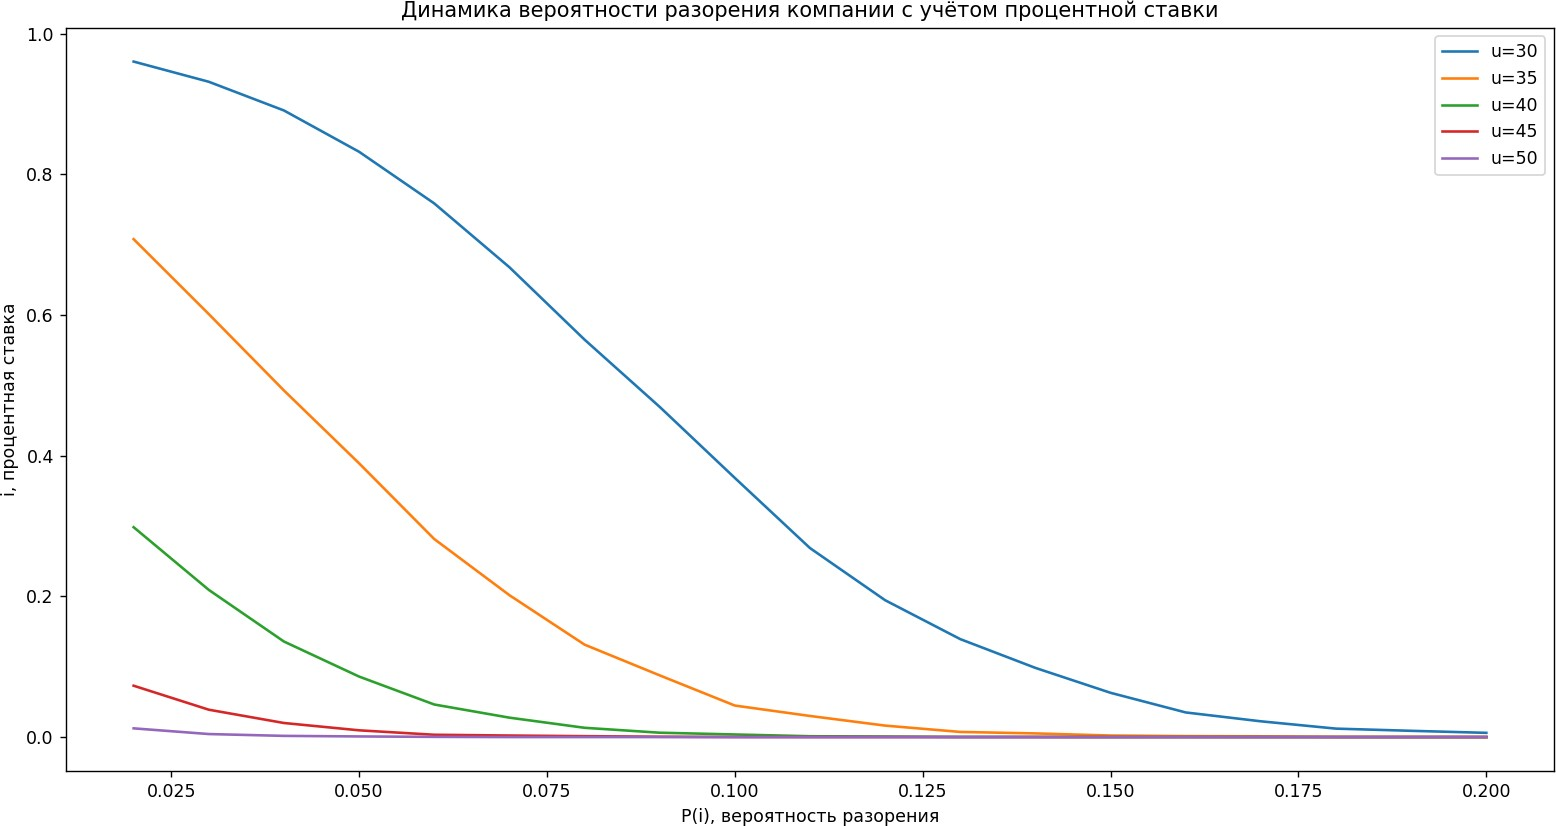 Динамика вероятности разорения компании с учётом процентной ставки
1.0
0.8
0.6
0.4
0.2
0.0
i, процентная ставка
u=30
u=35
u=40
u=45
u=50
0.025
0.050
0.075
0.100
0.125
0.150
0.175
0.200
P(i), вероятность разорения